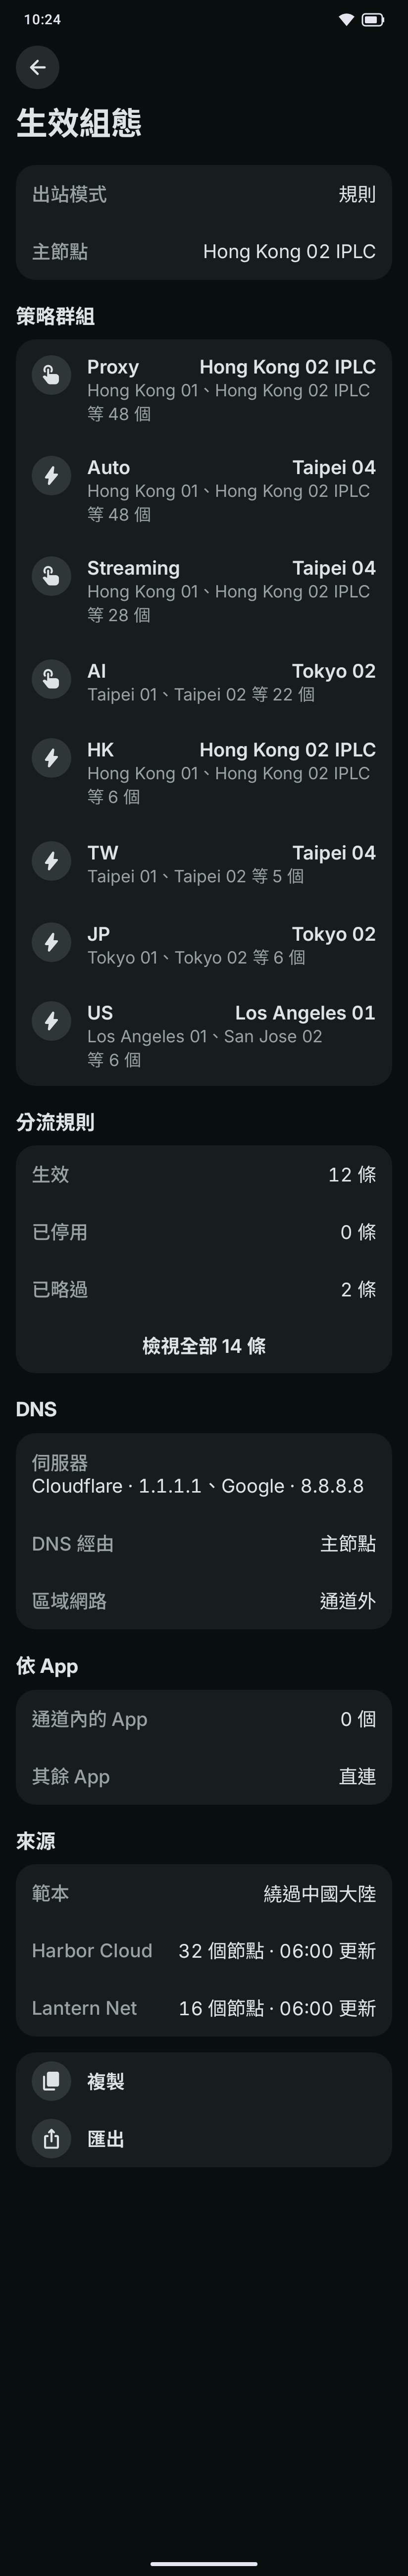 10:24
生效組態
出站模式 規則
主節點 Hong Kong 02 IPLC
策略群組
Proxy Hong Kong 02 IPLC
Hong Kong 01、Hong Kong 02 IPLC
等 48 個
Auto Taipei 04
Hong Kong 01、Hong Kong 02 IPLC
等 48 個
Streaming Taipei 04
Hong Kong 01、Hong Kong 02 IPLC
等 28 個
AI Tokyo 02
Taipei 01、Taipei 02 等 22 個
HK Hong Kong 02 IPLC
Hong Kong 01、Hong Kong 02 IPLC
等 6 個
TW Taipei 04
Taipei 01、Taipei 02 等 5 個
JP Tokyo 02
Tokyo 01、Tokyo 02 等 6 個
US Los Angeles 01
Los Angeles 01、San Jose 02
等 6 個
分流規則
生效 12 條
已停用 0 條
已略過 2 條
檢視全部 14 條
DNS
伺服器
Cloudflare · 1.1.1.1、Google · 8.8.8.8
DNS 經由 主節點
區域網路 通道外
依 App
通道內的 App 0 個
其餘 App 直連
來源
範本 繞過中國大陸
Harbor Cloud 32 個節點 · 06:00 更新
Lantern Net 16 個節點 · 06:00 更新
複製
匯出